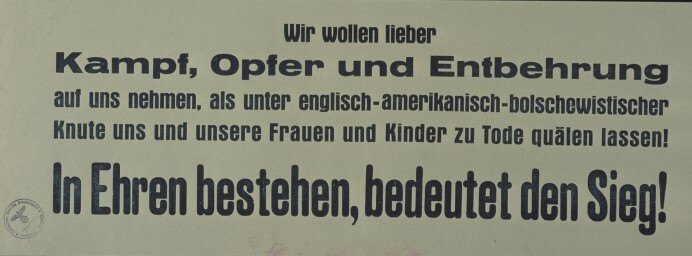 Wir wollen lieber
Kampf, Opfer und Entbehrung
auf uns nehmen, als unter englisch-amerikanisch-bolschewistischer
Knute uns und unsere Frauen und Kinder zu Tode quälen lassen!
In Ehren bestehen, bedeutet den Sieg!